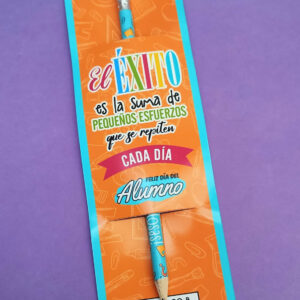 El ÉXITO
es la suma de
PEQUEÑOS ESFUERZOS
que se repiten
CADA DÍA
FELIZ DÍA DEL
Alumno